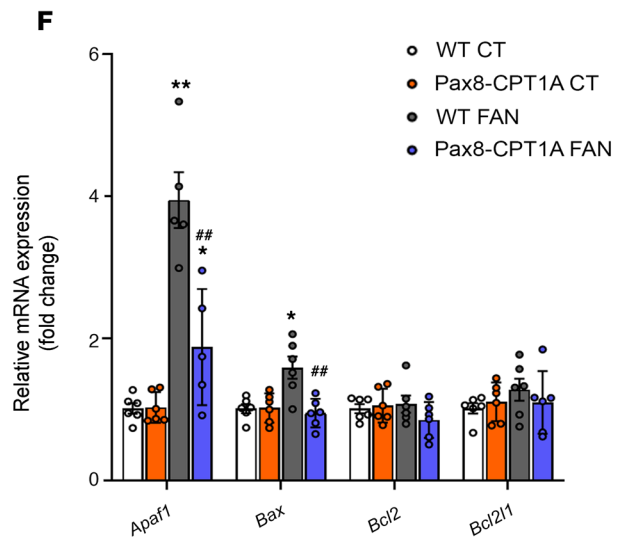 F
WT CT
Pax8-CPT1A CT
WT FAN
Pax8-CPT1A FAN
Relative mRNA expression
(fold change)
6
4
2
0
**
##
*
*
##
Apaf1
Bax
Bcl2
Bcl2l1